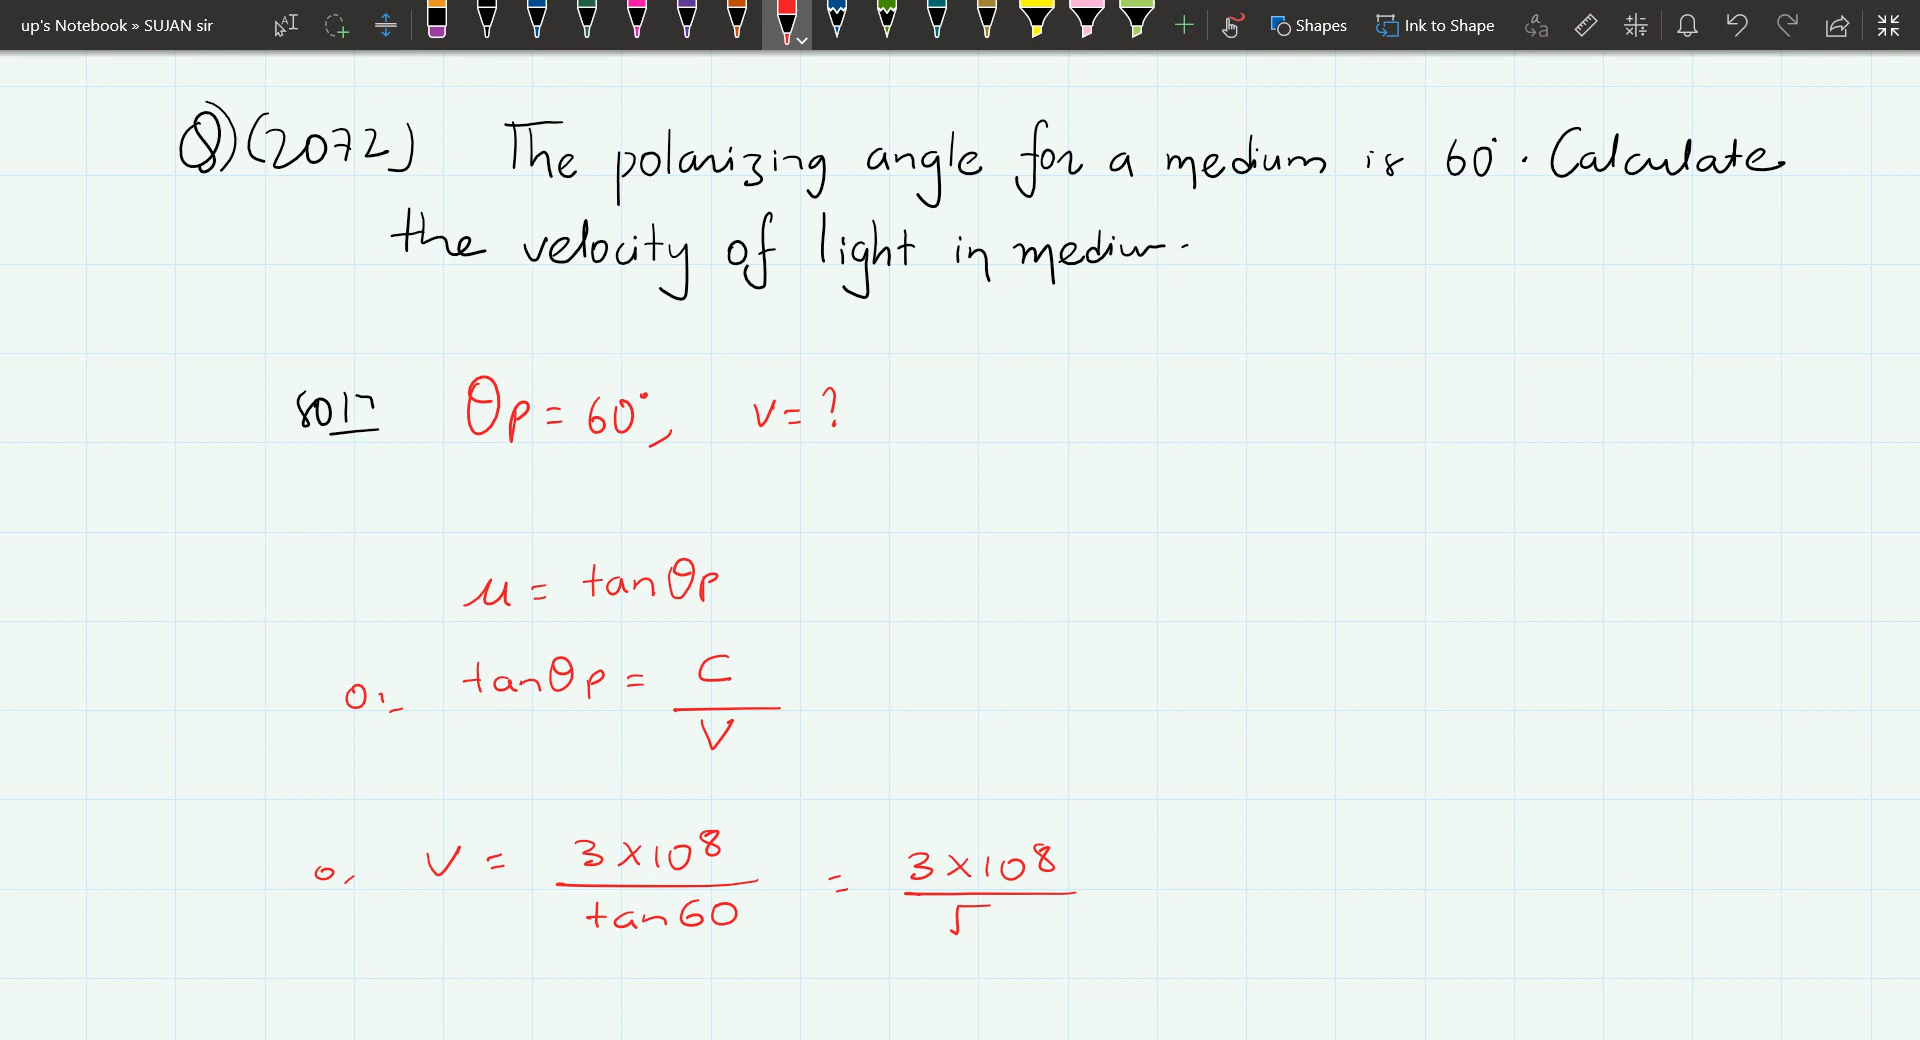 up's Notebook » SUJAN sir
Shapes
Ink to Shape
Q) (2072) The polarizing angle for a medium is 60°. Calculate
the velocity of light in medium.
Soln θp = 60°, v = ?
μ = tanθp
or, tanθp = C/V
or, V = 3×10⁸/tan60 = 3×10⁸/√